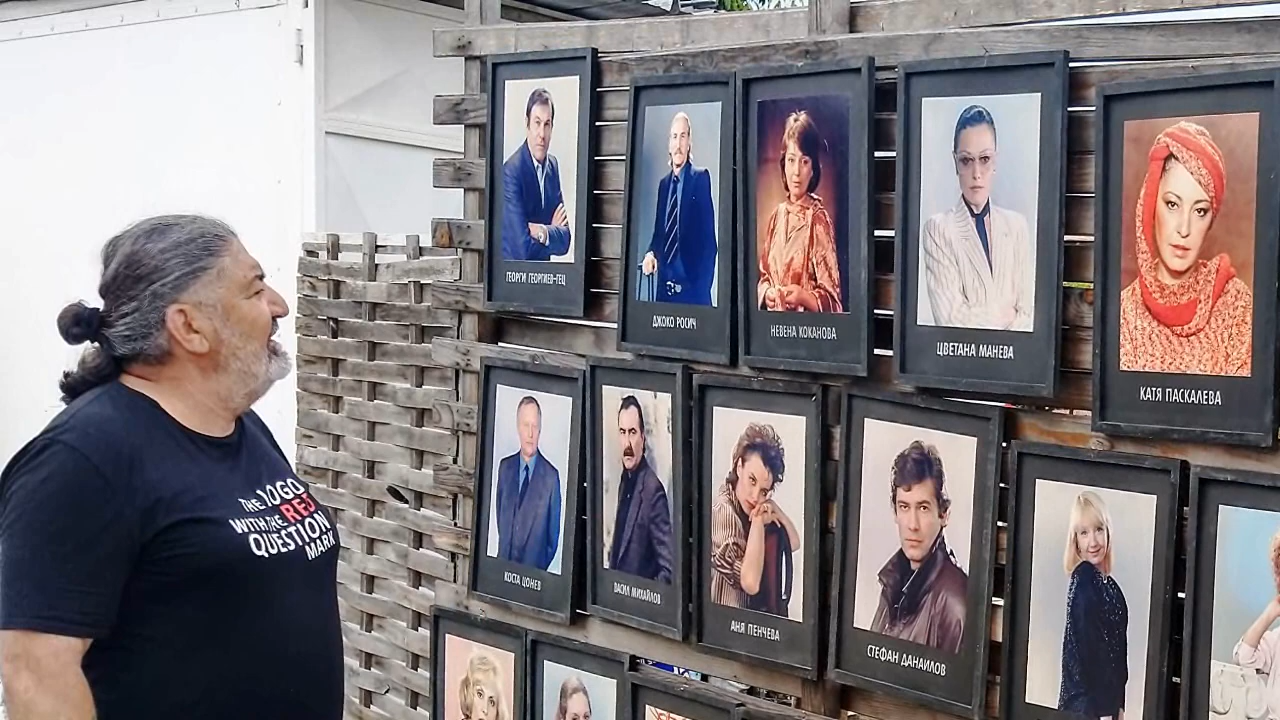 ГЕОРГИ ГЕОРГИЕВ-ГЕЦ
ДЖОКО РОСИЧ
НЕВЕНА КОКАНОВА
ЦВЕТАНА МАНЕВА
КАТЯ ПАСКАЛЕВА
КОСТА ЦОНЕВ
ВАСИЛ МИХАЙЛОВ
АНЯ ПЕНЧЕВА
СТЕФАН ДАНАИЛОВ
THE LOGO
WITH THE RED
QUESTION
MARK